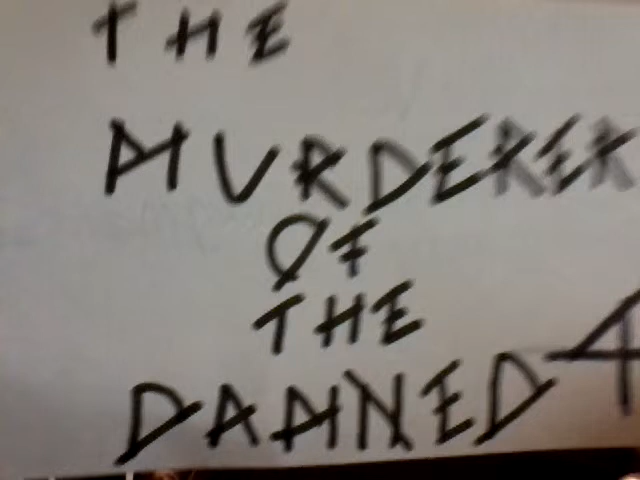 THE
MURDERER
OF
THE
DAMNED 4